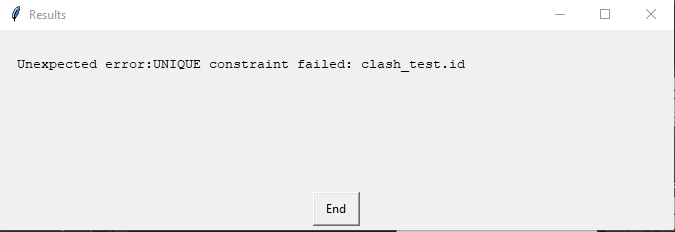 Results
Unexpected error:UNIQUE constraint failed: clash_test.id
End